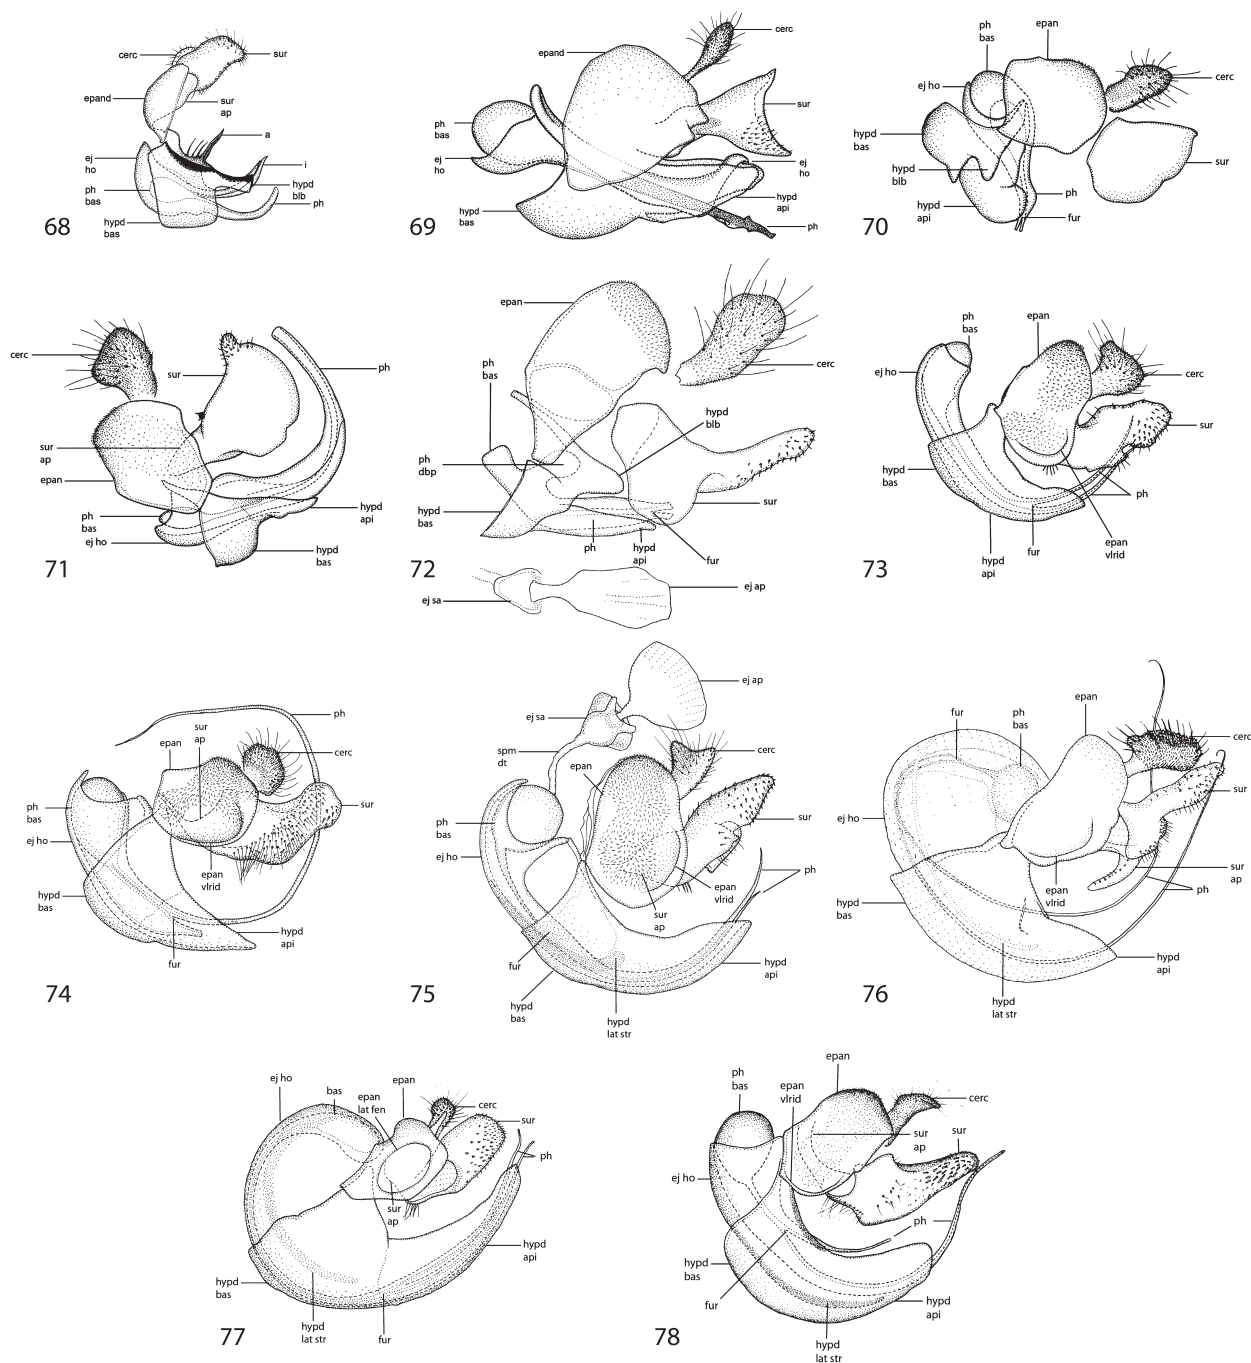 cerc
sur
epand
sur
ap
a
ej
ho
i
ph
bas
hypd
blb
ph
hypd
bas
68
epand
cerc
sur
ph
bas
ej
ho
ej
ho
hypd
bas
hypd
api
ph
69
ph
bas
epan
ej ho
cerc
hypd
bas
hypd
blb
sur
hypd
api
ph
fur
70
cerc
sur
ph
sur
ap
epan
ph
bas
ej ho
hypd
api
hypd
bas
71
epan
ph
bas
cerc
hypd
blb
ph
dbp
hypd
bas
sur
ph
hypd
api
fur
ej sa
ej ap
72
ph
bas
epan
ej ho
cerc
sur
hypd
bas
ph
hypd
api
fur
epan
vlrid
73
ph
sur
ap
epan
cerc
ph
bas
sur
ej ho
epan
vlrid
hypd
bas
hypd
api
fur
74
ej ap
ej sa
spm
dt
epan
cerc
ph
bas
sur
ej ho
ph
epan
vlrid
sur
ap
fur
hypd
api
hypd
bas
hypd
lat str
75
fur
ph
bas
epan
cerc
sur
ej ho
sur
ap
epan
vlrid
ph
hypd
bas
hypd
api
hypd
lat str
76
ej ho
bas
epan
lat fen
epan
cerc
sur
ph
sur
ap
hypd
api
hypd
bas
hypd
lat str
fur
77
ph
bas
epan
vlrid
epan
cerc
sur
ap
sur
ej ho
ph
hypd
bas
fur
hypd
api
hypd
lat str
78